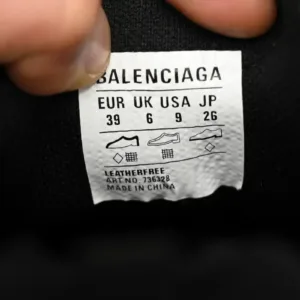 BALENCIAGA
EUR UK USA JP
39 6 9 26
LEATHERFREE
ART.NO 736328
MADE IN CHINA